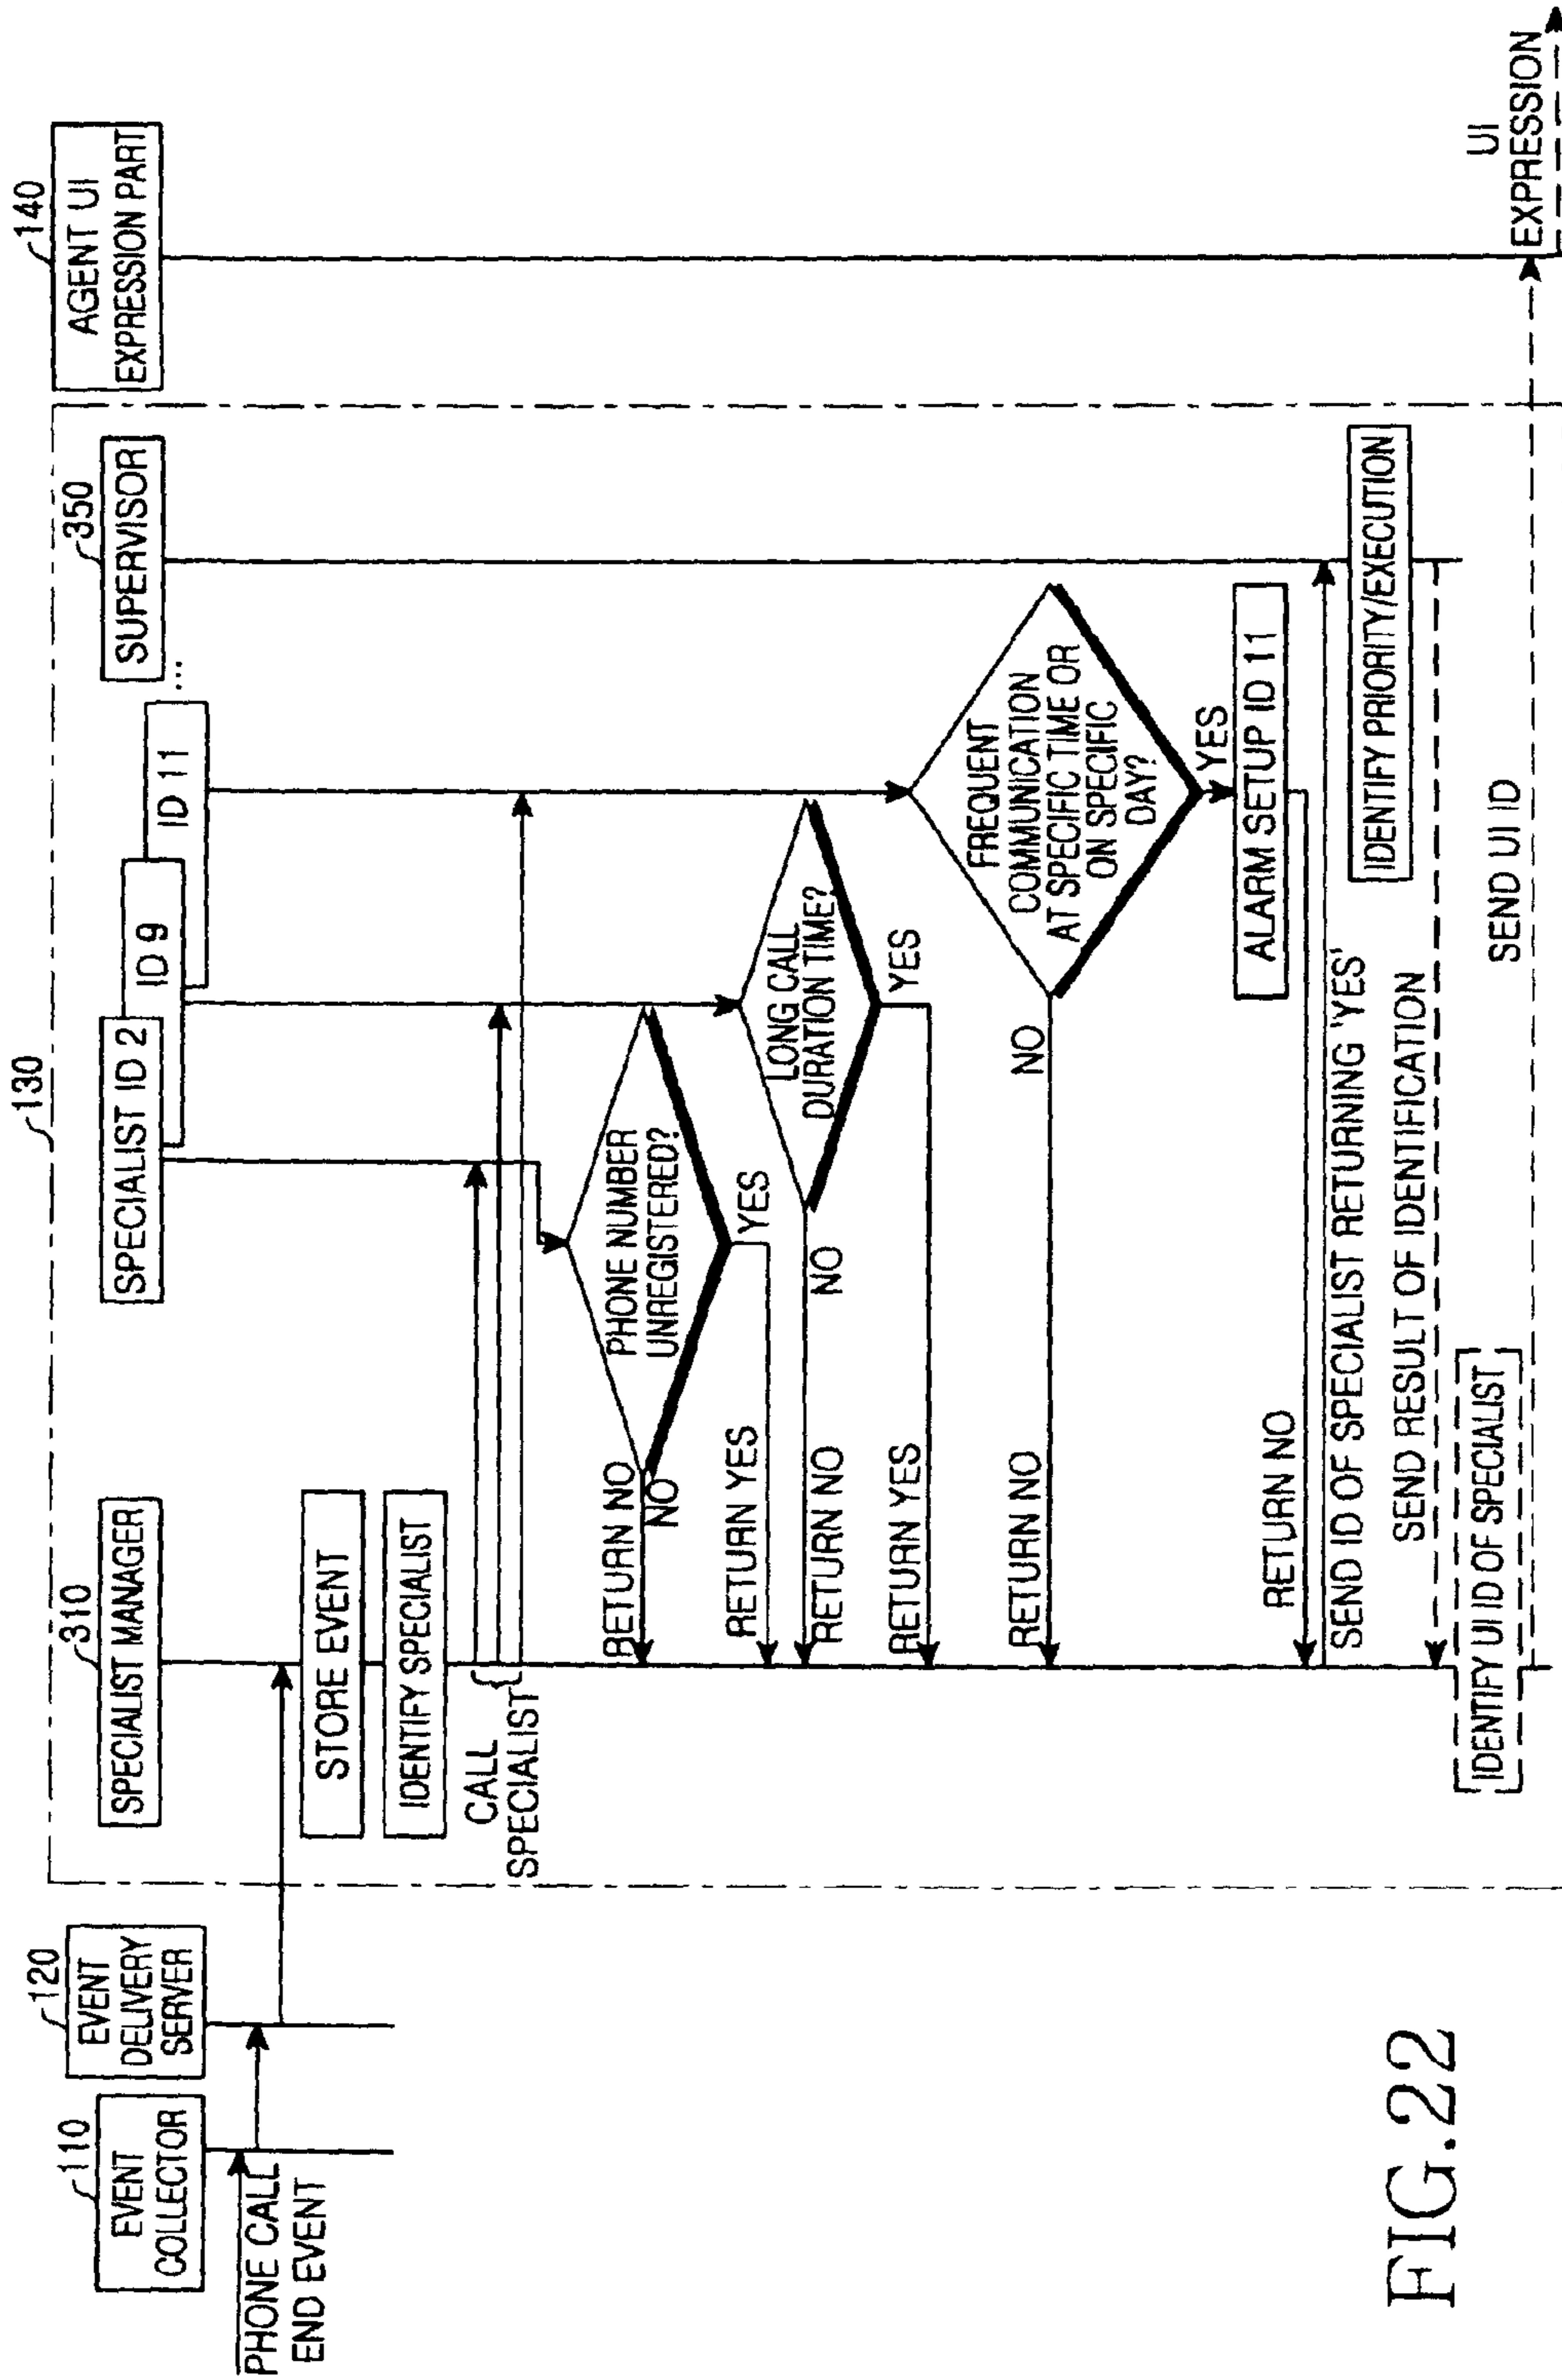 110
EVENT
COLLECTOR
120
EVENT
DELIVERY
SERVER
130
310
SPECIALIST MANAGER
SPECIALIST ID 2
ID 9
ID 11
...
350
SUPERVISOR
140
AGENT UI
EXPRESSION PART
PHONE CALL
END EVENT
STORE EVENT
IDENTIFY SPECIALIST
CALL
SPECIALIST
PHONE NUMBER
UNREGISTERED?
RETURN NO
NO
YES
RETURN YES
LONG CALL
DURATION TIME?
NO
RETURN NO
YES
RETURN YES
FREQUENT
COMMUNICATION
AT SPECIFIC TIME OR
ON SPECIFIC
DAY?
NO
RETURN NO
YES
ALARM SETUP ID 11
RETURN NO
SEND ID OF SPECIALIST RETURNING 'YES'
IDENTIFY PRIORITY/EXECUTION
SEND RESULT OF IDENTIFICATION
IDENTIFY UI ID OF SPECIALIST
SEND UI ID
UI
EXPRESSION
FIG.22